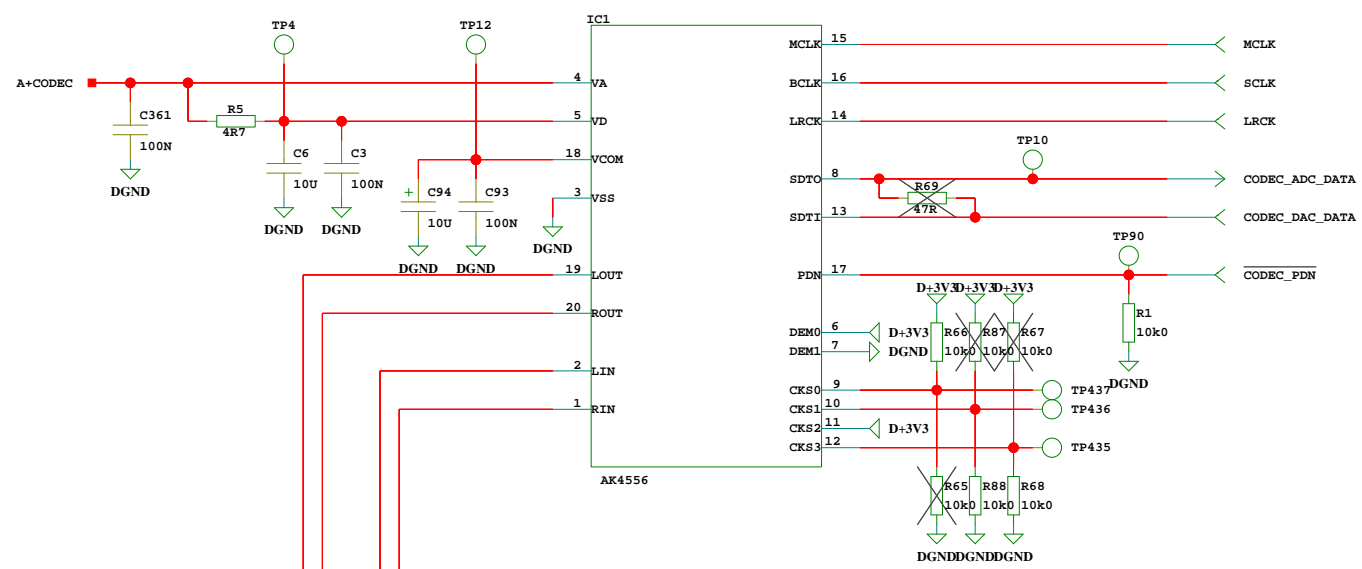 IC1
TP4
TP12
MCLK 15 MCLK
A+CODEC
4 VA
BCLK 16 SCLK
C361
100N
R5
4R7
5 VD
LRCK 14 LRCK
TP10
C6
10U
C3
100N
18 VCOM
SDTO 8 CODEC_ADC_DATA
DGND
+
C94
10U
C93
100N
3 VSS
R69
47R
SDTI 13 CODEC_DAC_DATA
DGND
DGND
DGND
TP90
DGND
DGND
19 LOUT
PDN 17 CODEC_PDN
D+3V3
D+3V3
D+3V3
20 ROUT
R1
10k0
DEM0 6 D+3V3
R66
10k0
R87
10k0
R67
10k0
DEM1 7 DGND
2 LIN
DGND
CKS0 9 TP437
1 RIN
CKS1 10 TP436
CKS2 11 D+3V3
CKS3 12 TP435
AK4556
R65
10k0
R88
10k0
R68
10k0
DGND
DGND
DGND